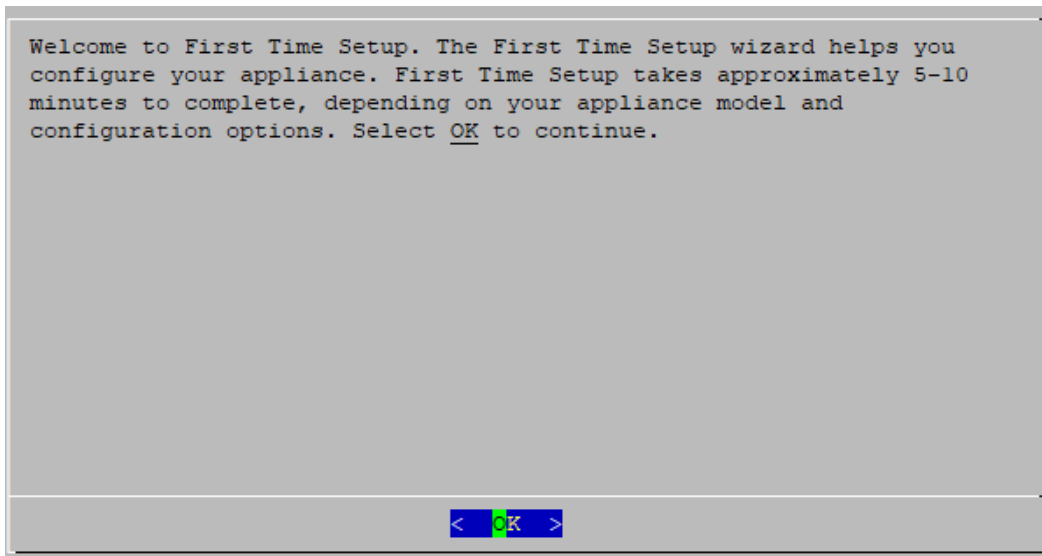 Welcome to First Time Setup. The First Time Setup wizard helps you
configure your appliance. First Time Setup takes approximately 5-10
minutes to complete, depending on your appliance model and
configuration options. Select OK to continue.
< OK >